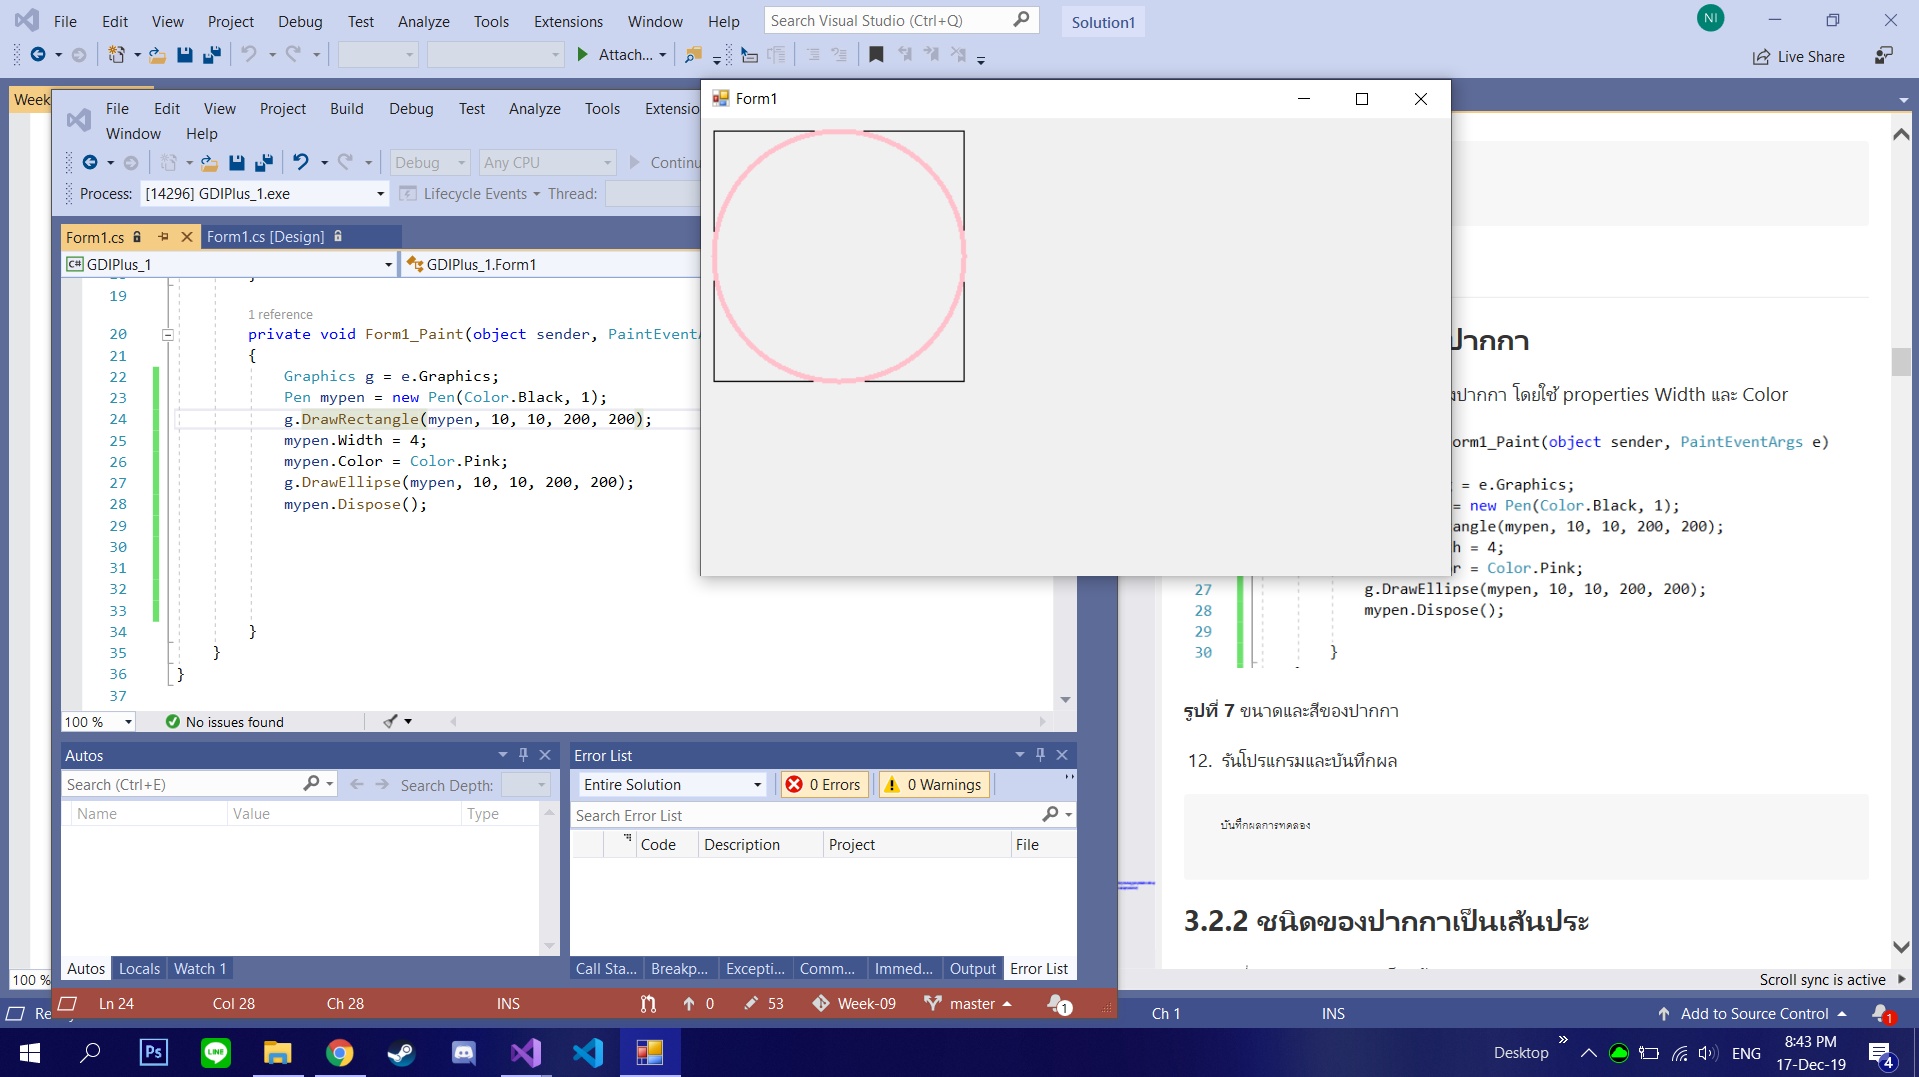 File Edit View Project Debug Test Analyze Tools Extensions Window Help Search Visual Studio (Ctrl+Q) Solution1 NI
Attach... Live Share
Week
File Edit View Project Build Debug Test Analyze Tools Extensio
Window Help
Debug Any CPU Continu
Process: [14296] GDIPlus_1.exe Lifecycle Events Thread:
Form1.cs Form1.cs [Design]
C# GDIPlus_1 GDIPlus_1.Form1
19
1 reference
20 private void Form1_Paint(object sender, PaintEventA
21 {
22 Graphics g = e.Graphics;
23 Pen mypen = new Pen(Color.Black, 1);
24 g.DrawRectangle(mypen, 10, 10, 200, 200);
25 mypen.Width = 4;
26 mypen.Color = Color.Pink;
27 g.DrawEllipse(mypen, 10, 10, 200, 200);
28 mypen.Dispose();
29
30
31
32
33
34 }
35 }
36 }
37
100 % No issues found
Form1
ปากกา
งปากกา โดยใช้ properties Width และ Color
orm1_Paint(object sender, PaintEventArgs e)
= e.Graphics;
= new Pen(Color.Black, 1);
angle(mypen, 10, 10, 200, 200);
h = 4;
r = Color.Pink;
27 g.DrawEllipse(mypen, 10, 10, 200, 200);
28 mypen.Dispose();
29
30 }
รูปที่ 7 ขนาดและสีของปากกา
12. รันโปรแกรมและบันทึกผล
บันทึกผลการทดลอง
3.2.2 ชนิดของปากกาเป็นเส้นประ
Autos
Search (Ctrl+E) Search Depth:
Name Value Type
Autos Locals Watch 1
Error List
Entire Solution 0 Errors 0 Warnings
Search Error List
Code Description Project File
Call Sta... Breakp... Excepti... Comm... Immed... Output Error List
100 %
Scroll sync is active
Ln 24 Col 28 Ch 28 INS 0 53 Week-09 master 1
Re
Ch 1 INS Add to Source Control 1
Ps LINE
Desktop ENG 8:43 PM
17-Dec-19 4